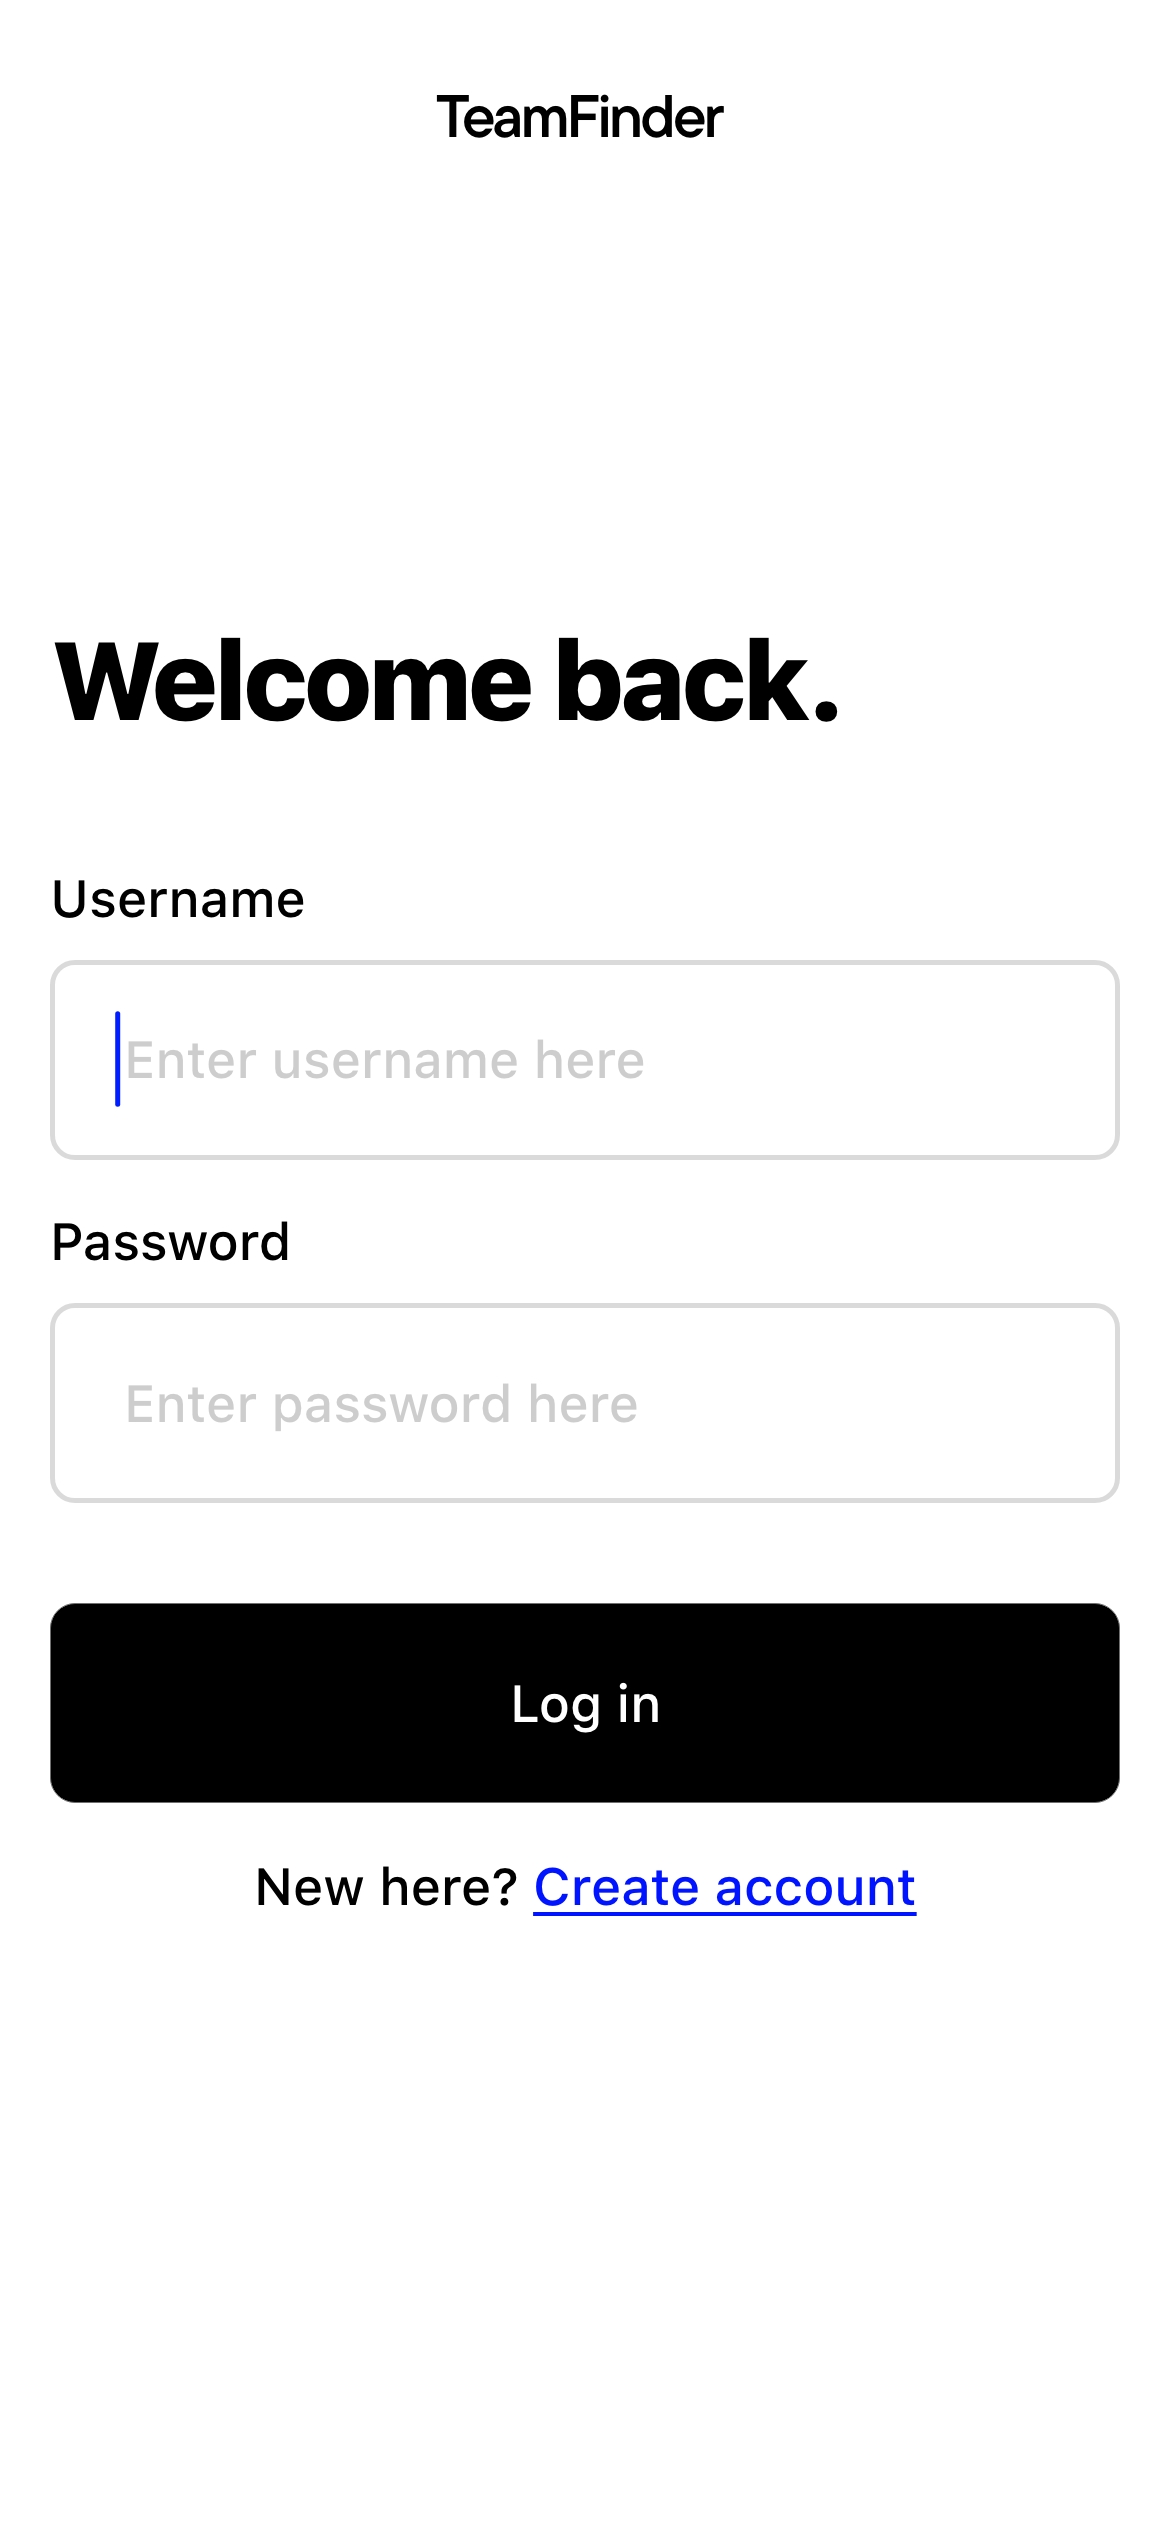 TeamFinder
Welcome back.
Username
Enter username here
Password
Enter password here
Log in
New here? Create account